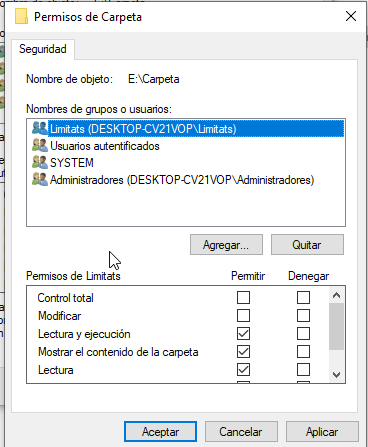 Permisos de Carpeta
Seguridad
Nombre de objeto: E:\Carpeta
Nombres de grupos o usuarios:
Limitats (DESKTOP-CV21VOP\Limitats)
Usuarios autentificados
SYSTEM
Administradores (DESKTOP-CV21VOP\Administradores)
Agregar... Quitar
Permisos de Limitats Permitir Denegar
Control total
Modificar
Lectura y ejecución
Mostrar el contenido de la carpeta
Lectura
Aceptar Cancelar Aplicar